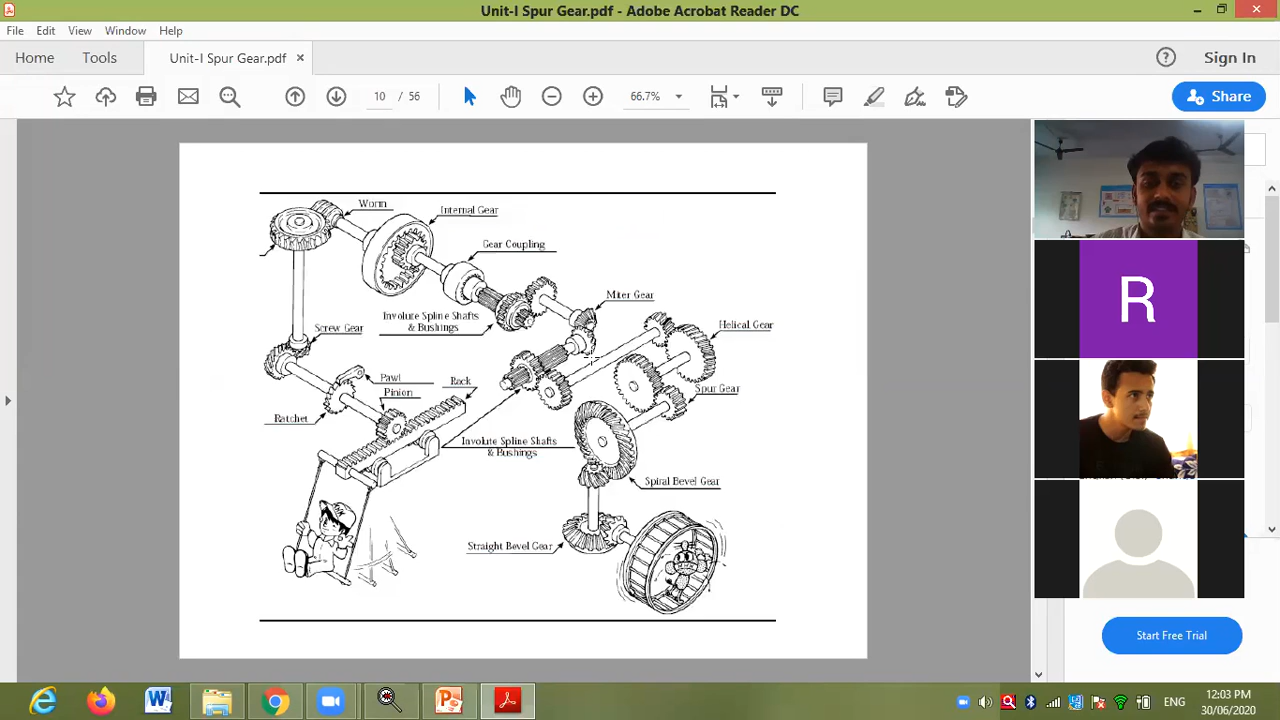 Unit-I Spur Gear.pdf - Adobe Acrobat Reader DC
File Edit View Window Help
Home Tools Unit-I Spur Gear.pdf × Sign In
10 / 56 66.7% Share
Worm
Internal Gear
Gear Coupling
Miter Gear
Involute Spline Shafts
& Bushings
Helical Gear
Screw Gear
Pawl
Rack
Pinion
Spur Gear
Ratchet
Involute Spline Shafts
& Bushings
Spiral Bevel Gear
Straight Bevel Gear
R
Start Free Trial
ENG
12:03 PM
30/06/2020